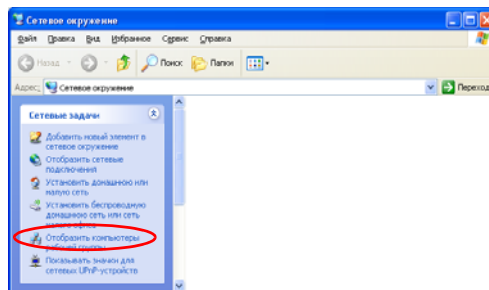 Сетевое окружение
Файл Правка Вид Избранное Сервис Справка
Назад Поиск Папки
Адрес: Сетевое окружение Переход
Сетевые задачи
Добавить новый элемент в
сетевое окружение
Отобразить сетевые
подключения
Установить домашнюю или
малую сеть
Установить беспроводную
домашнюю сеть или сеть
малого офиса
Отобразить компьютеры
рабочей группы
Показывать значки для
сетевых UPnP-устройств